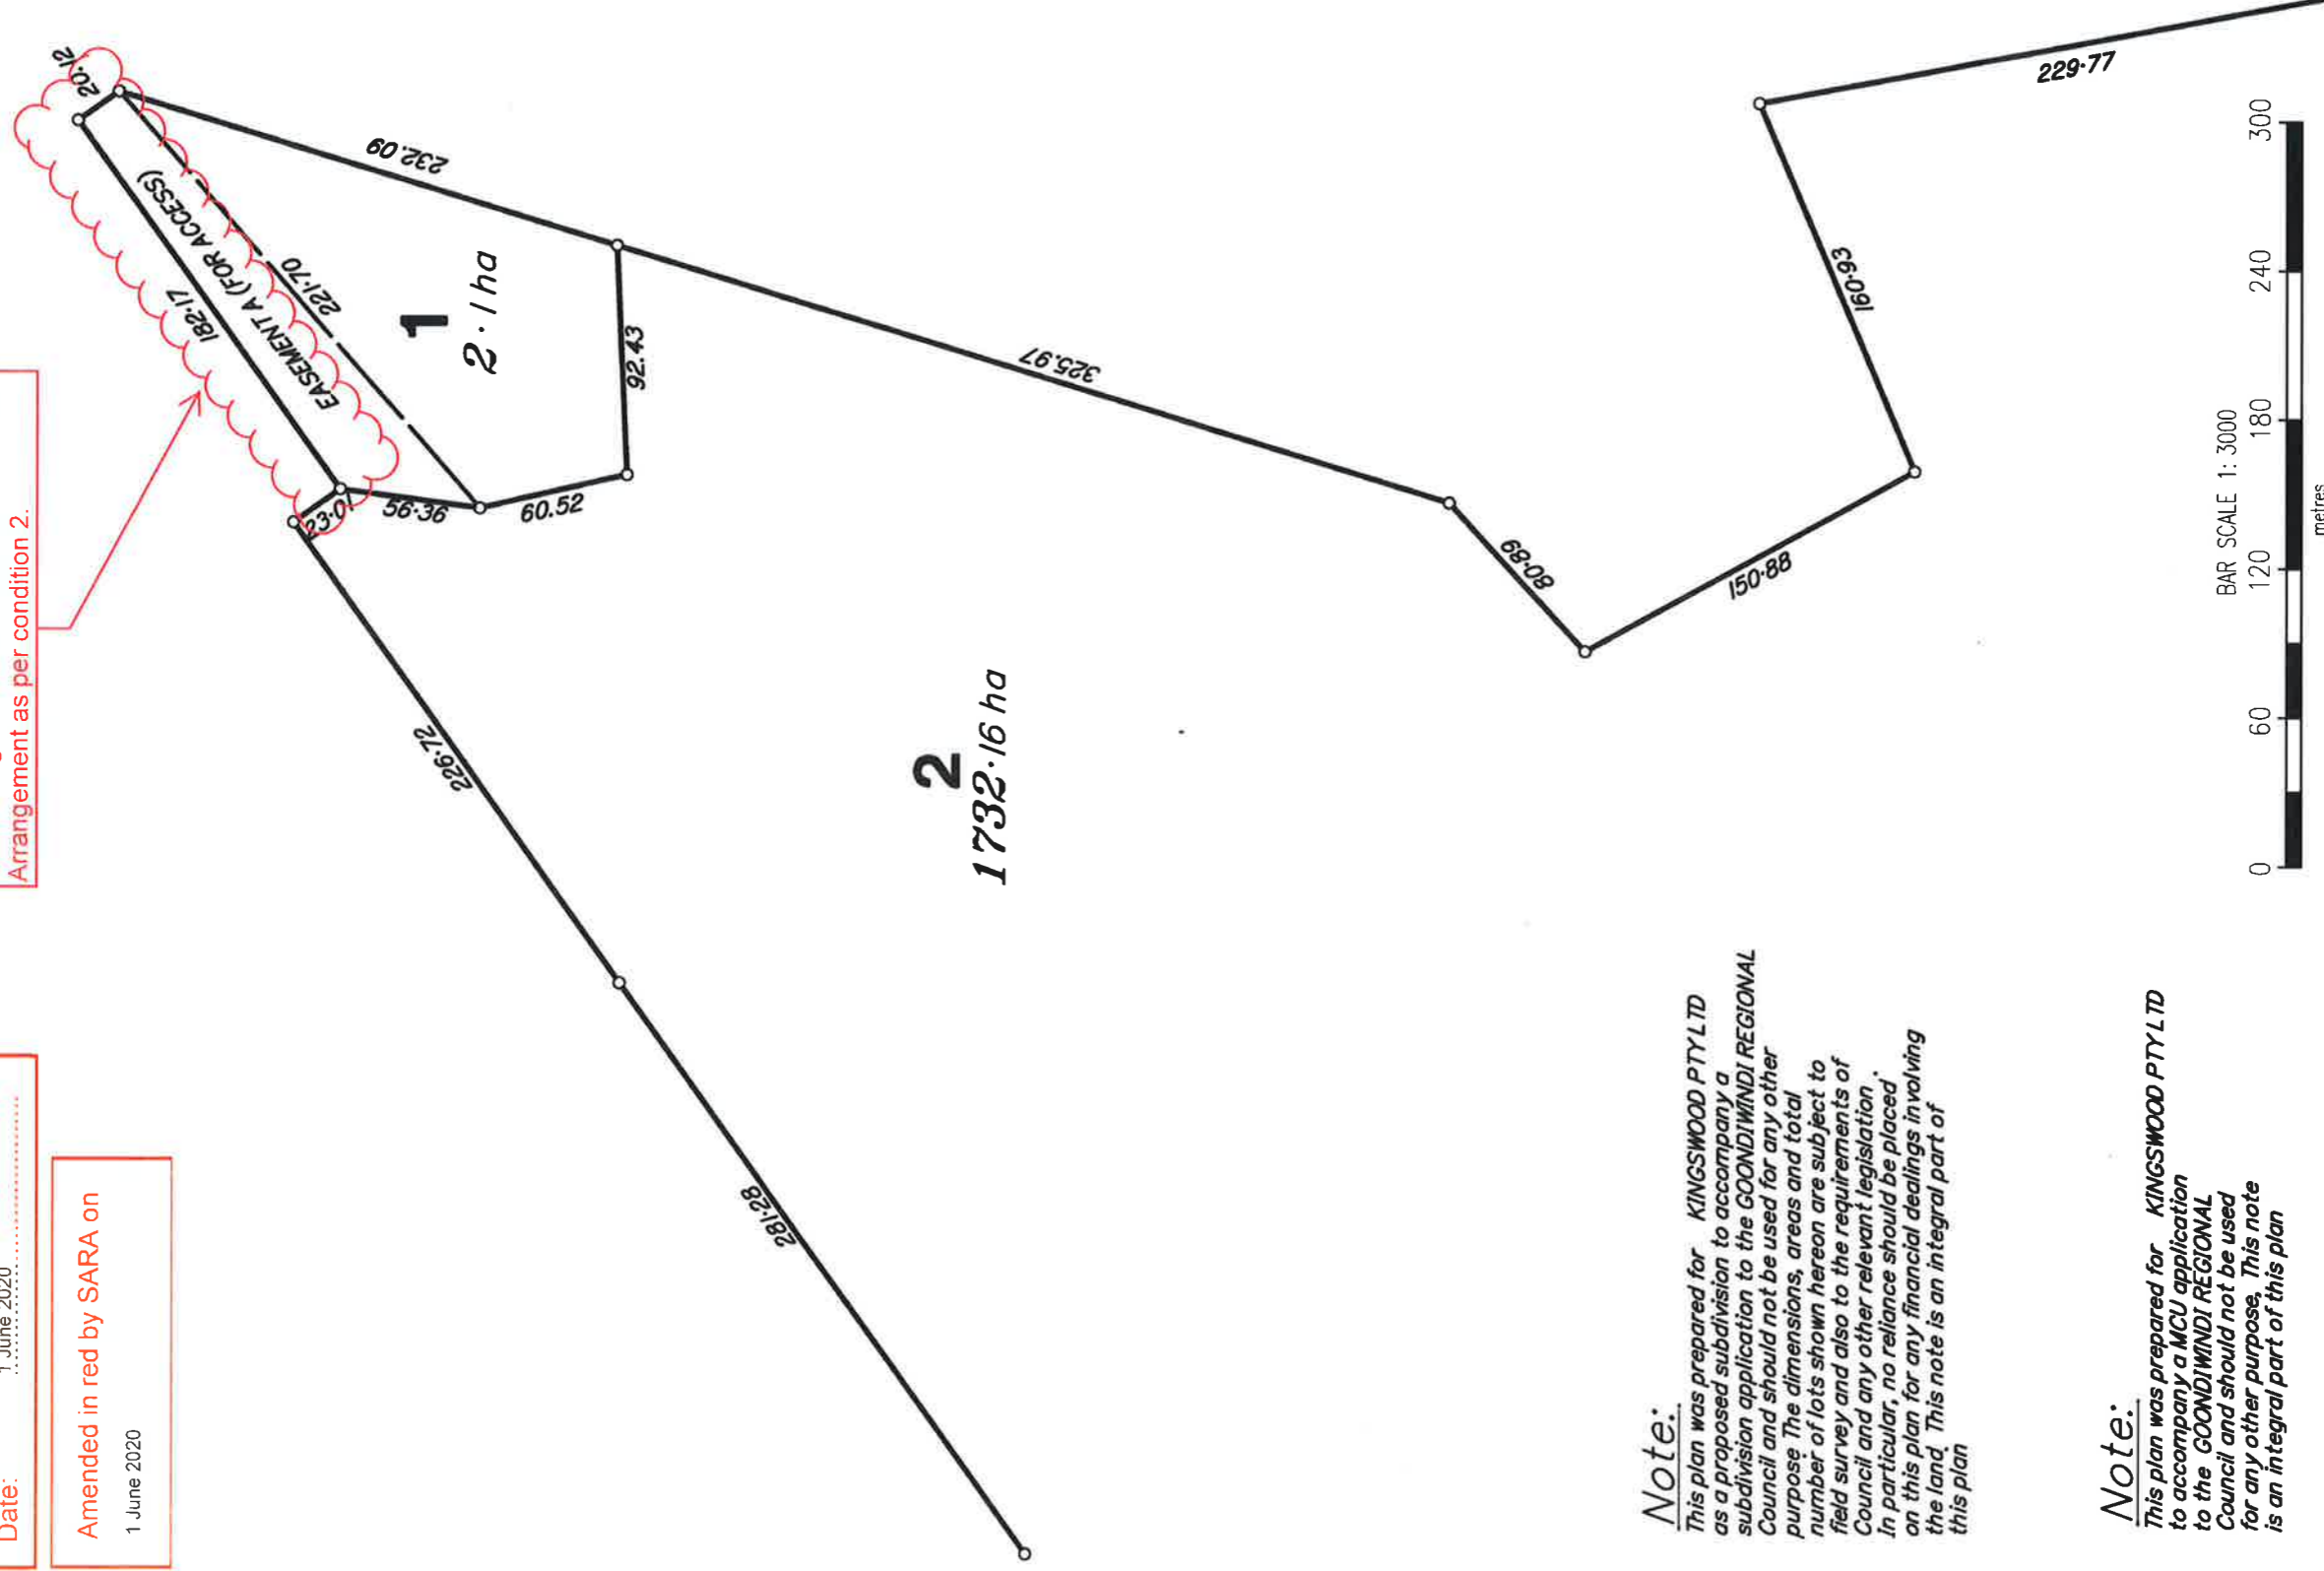 Date: 1 June 2020
Amended in red by SARA on
1 June 2020
Arrangement as per condition 2.
20.12
232.09
EASEMENT A (FOR ACCESS)
182·17
221·70
1
2·1ha
92.43
23·01
56·36
60.52
325.97
226·72
281·28
2
1732·16 ha
80·89
150·88
160·93
229·77
Note:
This plan was prepared for KINGSWOOD PTY LTD
as a proposed subdivision to accompany a
subdivision application to the GOONDIWINDI REGIONAL
Council and should not be used for any other
purpose The dimensions, areas and total
number of lots shown hereon are subject to
field survey and also to the requirements of
Council and any other relevant legislation.
In particular, no reliance should be placed
on this plan for any financial dealings involving
the land. This note is an integral part of
this plan
Note:
This plan was prepared for KINGSWOOD PTY LTD
to accompany a MCU application
to the GOONDIWINDI REGIONAL
Council and should not be used
for any other purpose, This note
is an integral part of this plan
BAR SCALE 1: 3000
0 60 120 180 240 300
metres